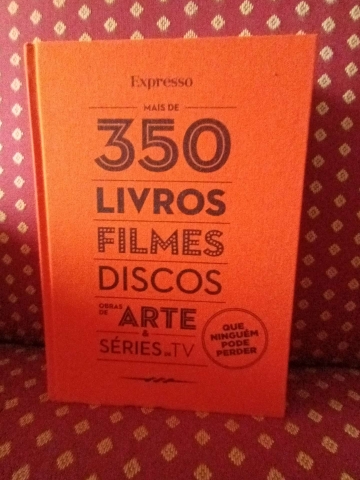 Expresso
MAIS DE
350
LIVROS
FILMES
DISCOS
OBRAS
DE ARTE
&
SÉRIES DE TV
QUE
NINGUÉM
PODE
PERDER